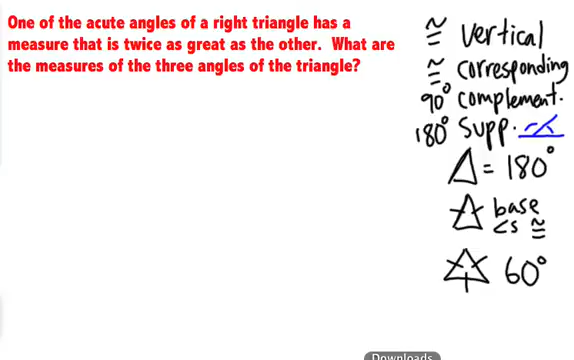 One of the acute angles of a right triangle has a
measure that is twice as great as the other. What are
the measures of the three angles of the triangle?
≅ vertical
≅ corresponding
90° complement.
180° supp.
△ = 180°
base
<s ≅
60°
Downloads